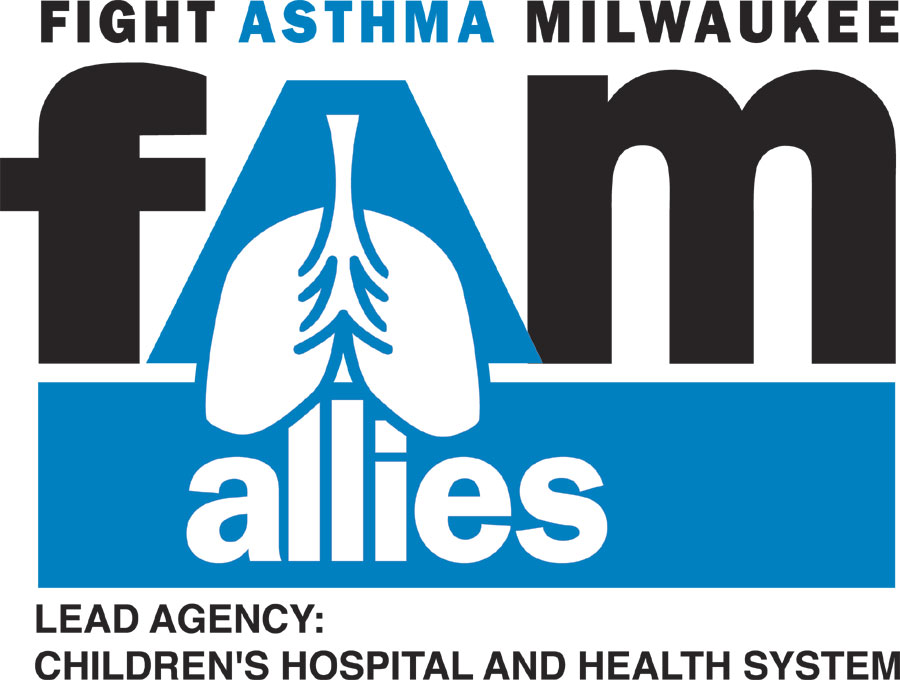 FIGHT ASTHMA MILWAUKEE
fAm
allies
LEAD AGENCY:
CHILDREN'S HOSPITAL AND HEALTH SYSTEM